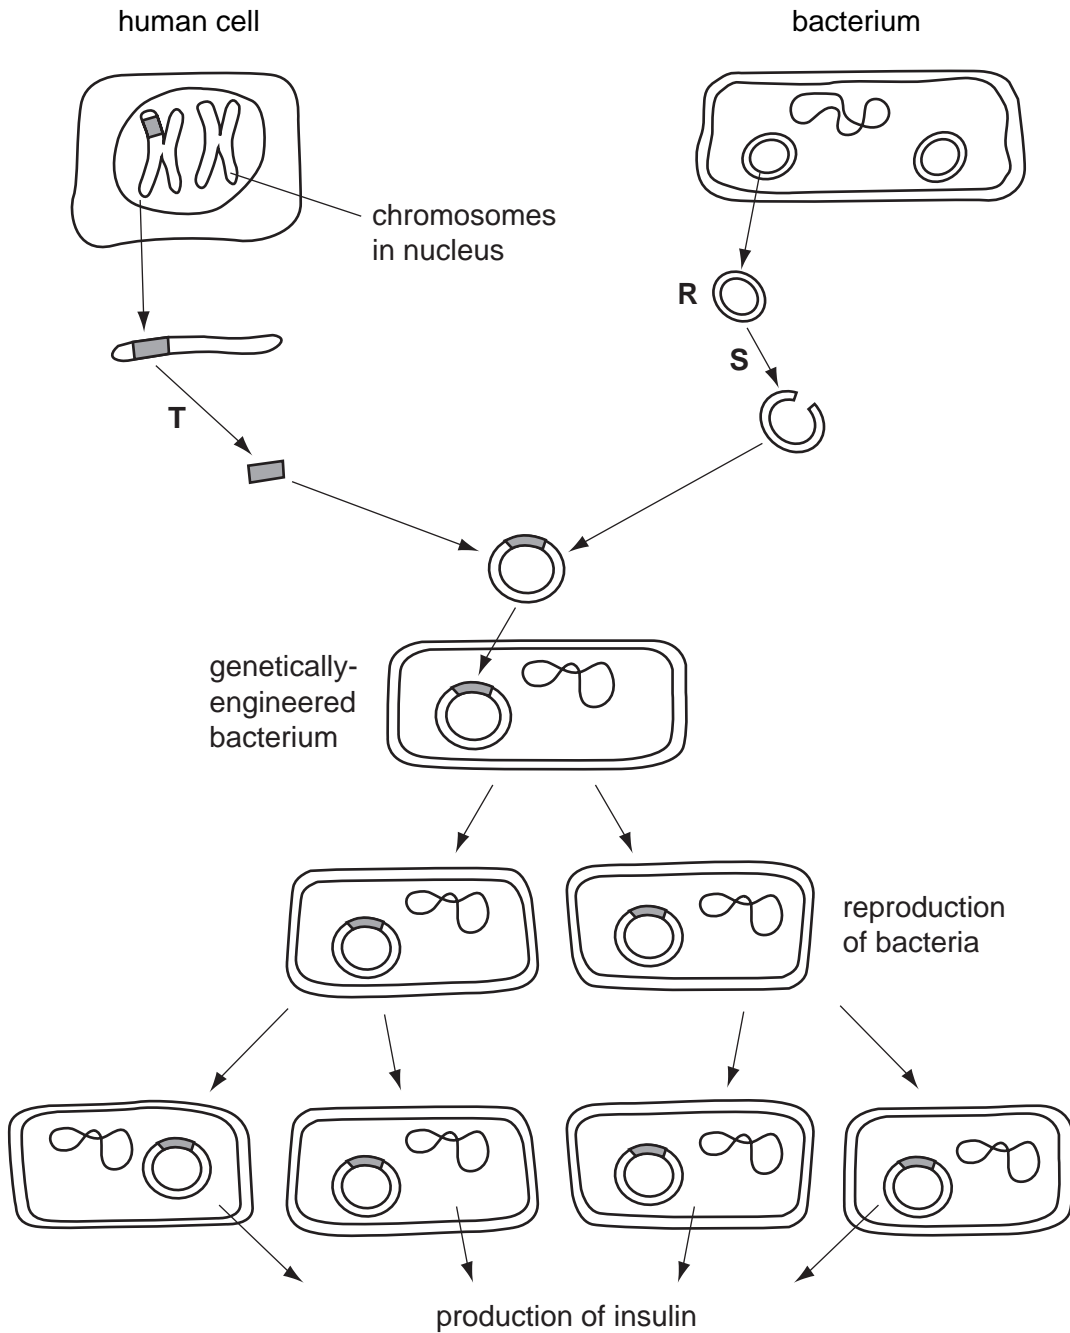 human cell
bacterium
chromosomes
in nucleus
R
S
T
genetically-
engineered
bacterium
reproduction
of bacteria
production of insulin